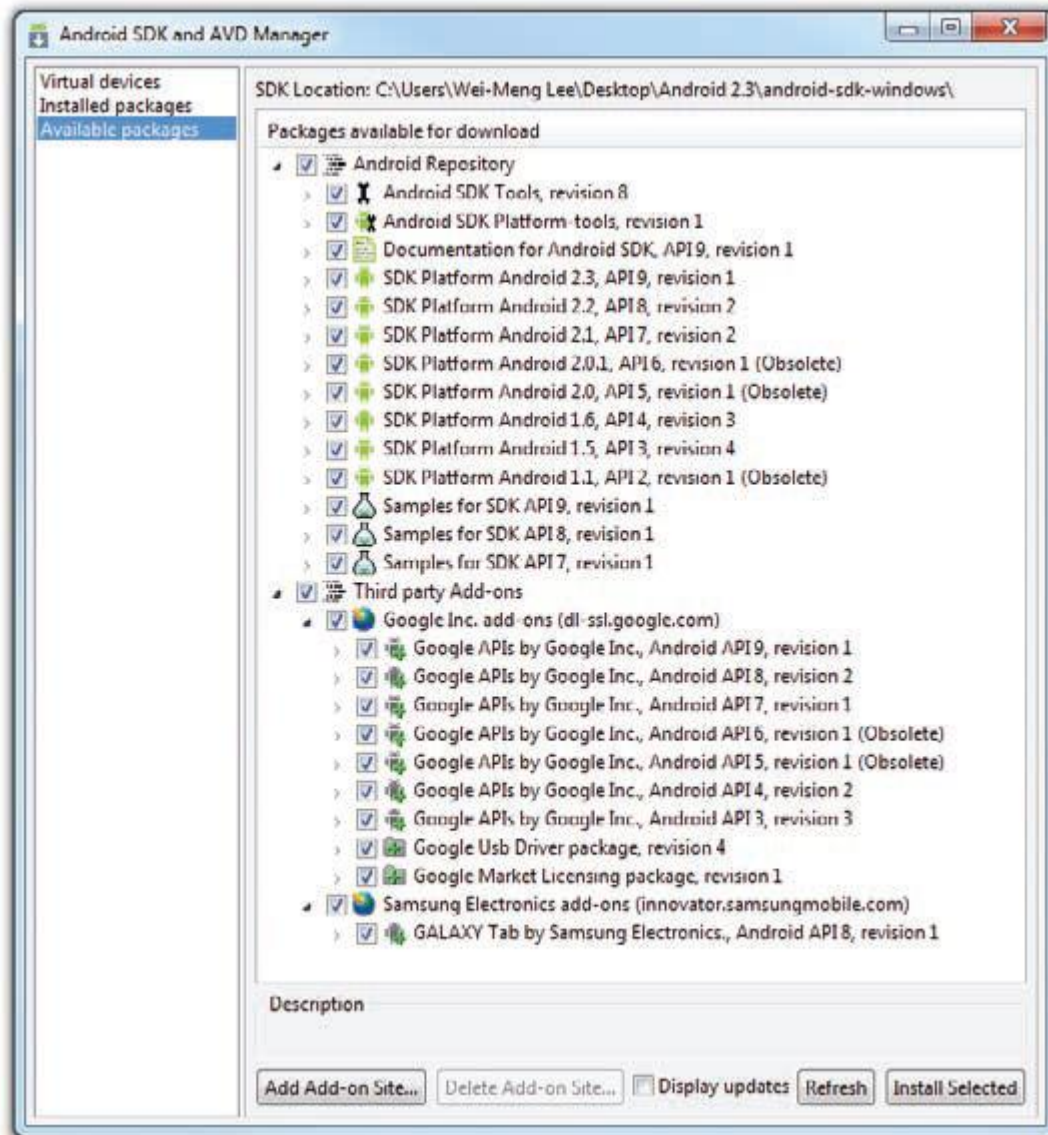 Android SDK and AVD Manager
Virtual devices
Installed packages
Available packages
SDK Location: C:\Users\Wei-Meng Lee\Desktop\Android 2.3\android-sdk-windows\
Packages available for download
Android Repository
Android SDK Tools, revision 8
Android SDK Platform-tools, revision 1
Documentation for Android SDK, API 9, revision 1
SDK Platform Android 2.3, API 9, revision 1
SDK Platform Android 2.2, API 8, revision 2
SDK Platform Android 2.1, API 7, revision 2
SDK Platform Android 2.0.1, API 6, revision 1 (Obsolete)
SDK Platform Android 2.0, API 5, revision 1 (Obsolete)
SDK Platform Android 1.6, API 4, revision 3
SDK Platform Android 1.5, API 3, revision 4
SDK Platform Android 1.1, API 2, revision 1 (Obsolete)
Samples for SDK API 9, revision 1
Samples for SDK API 8, revision 1
Samples for SDK API 7, revision 1
Third party Add-ons
Google Inc. add-ons (dl-ssl.google.com)
Google APIs by Google Inc., Android API 9, revision 1
Google APIs by Google Inc., Android API 8, revision 2
Google APIs by Google Inc., Android API 7, revision 1
Google APIs by Google Inc., Android API 6, revision 1 (Obsolete)
Google APIs by Google Inc., Android API 5, revision 1 (Obsolete)
Google APIs by Google Inc., Android API 4, revision 2
Google APIs by Google Inc., Android API 3, revision 3
Google Usb Driver package, revision 4
Google Market Licensing package, revision 1
Samsung Electronics add-ons (innovator.samsungmobile.com)
GALAXY Tab by Samsung Electronics., Android API 8, revision 1
Description
Add Add-on Site... Delete Add-on Site... Display updates Refresh Install Selected